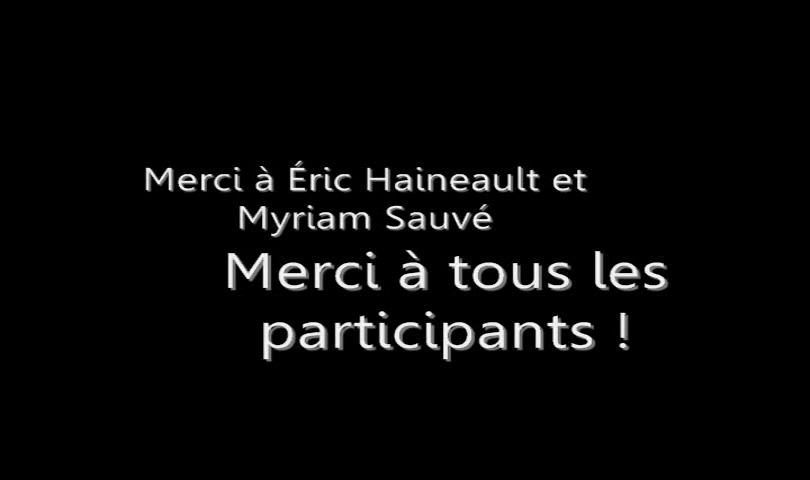 Merci à Éric Haineault et
Myriam Sauvé
Merci à tous les
participants !